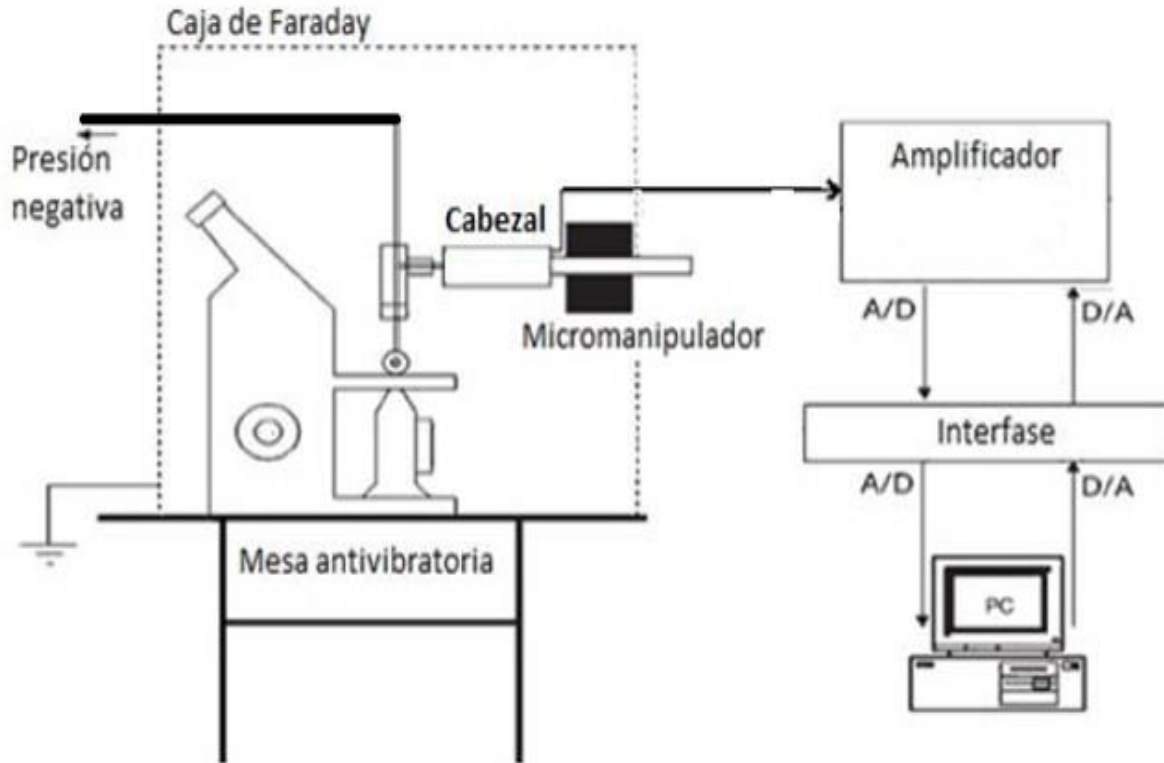 Caja de Faraday
Presión
negativa
Cabezal
Micromanipulador
Mesa antivibratoria
Amplificador
A/D
D/A
Interfase
A/D
D/A
PC